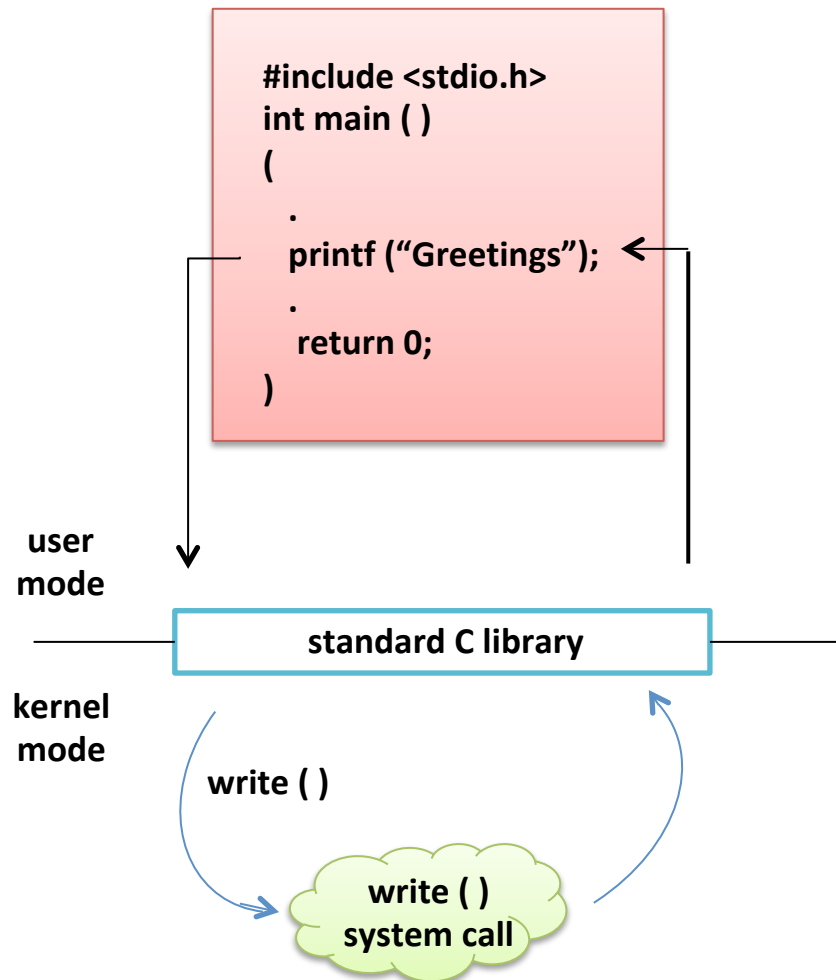 #include <stdio.h>
int main ( )
(
.
printf (“Greetings”);
.
return 0;
)
user
mode
standard C library
kernel
mode
write ( )
write ( )
system call